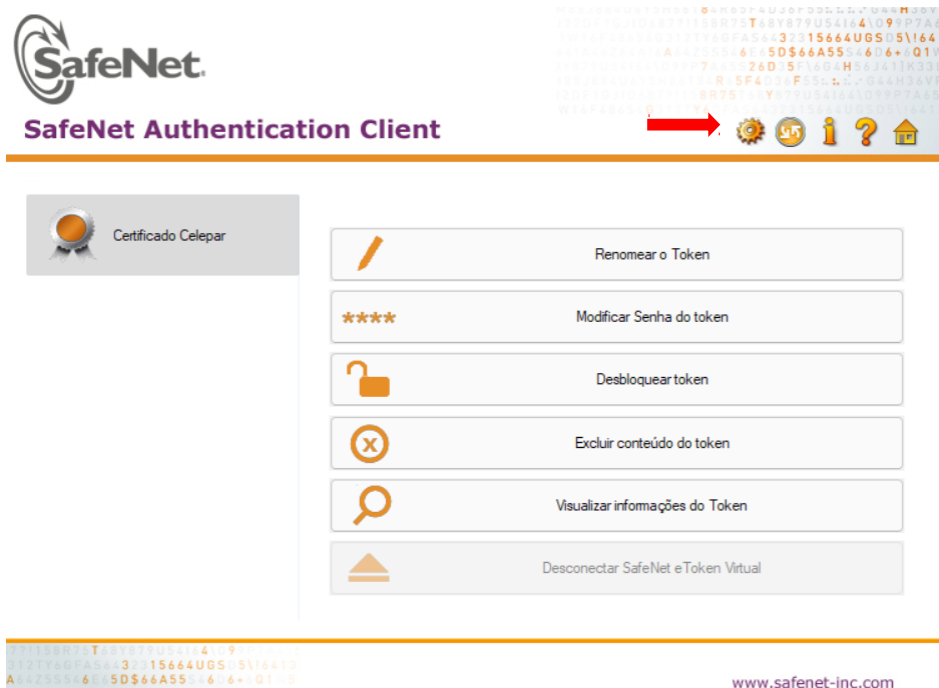 SafeNet.
SafeNet Authentication Client
Certificado Celepar
Renomear o Token
****
Modificar Senha do token
Desbloquear token
Excluir conteúdo do token
Visualizar informações do Token
Desconectar SafeNet eToken Virtual
www.safenet-inc.com